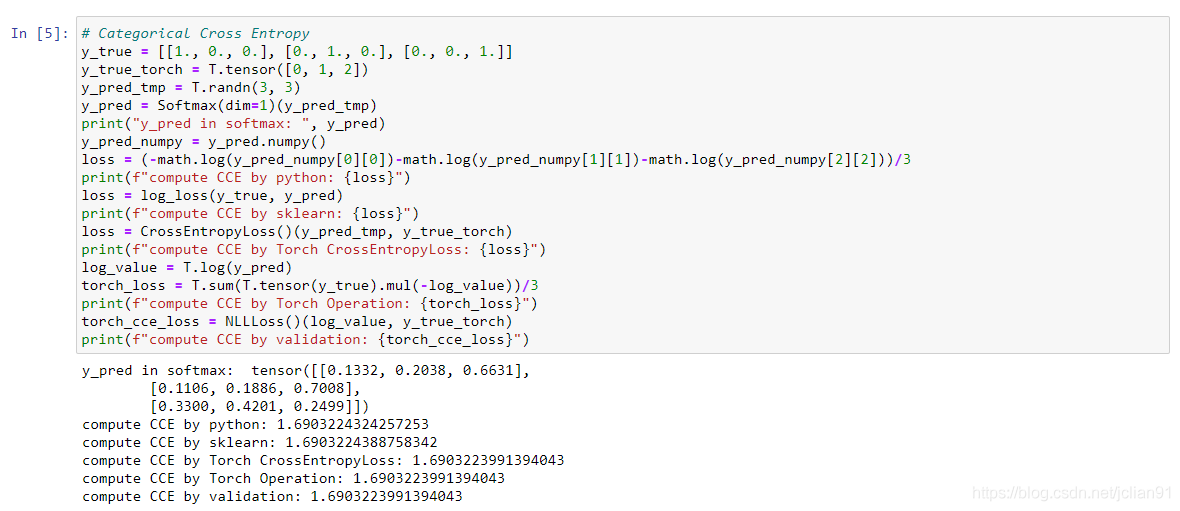 In [5]:
# Categorical Cross Entropy
y_true = [[1., 0., 0.], [0., 1., 0.], [0., 0., 1.]]
y_true_torch = T.tensor([0, 1, 2])
y_pred_tmp = T.randn(3, 3)
y_pred = Softmax(dim=1)(y_pred_tmp)
print("y_pred in softmax: ", y_pred)
y_pred_numpy = y_pred.numpy()
loss = (-math.log(y_pred_numpy[0][0])-math.log(y_pred_numpy[1][1])-math.log(y_pred_numpy[2][2]))/3
print(f"compute CCE by python: {loss}")
loss = log_loss(y_true, y_pred)
print(f"compute CCE by sklearn: {loss}")
loss = CrossEntropyLoss()(y_pred_tmp, y_true_torch)
print(f"compute CCE by Torch CrossEntropyLoss: {loss}")
log_value = T.log(y_pred)
torch_loss = T.sum(T.tensor(y_true).mul(-log_value))/3
print(f"compute CCE by Torch Operation: {torch_loss}")
torch_cce_loss = NLLLoss()(log_value, y_true_torch)
print(f"compute CCE by validation: {torch_cce_loss}")
y_pred in softmax:  tensor([[0.1332, 0.2038, 0.6631],
        [0.1106, 0.1886, 0.7008],
        [0.3300, 0.4201, 0.2499]])
compute CCE by python: 1.6903224324257253
compute CCE by sklearn: 1.6903224388758342
compute CCE by Torch CrossEntropyLoss: 1.6903223991394043
compute CCE by Torch Operation: 1.6903223991394043
compute CCE by validation: 1.6903223991394043
https://blog.csdn.net/jclian91